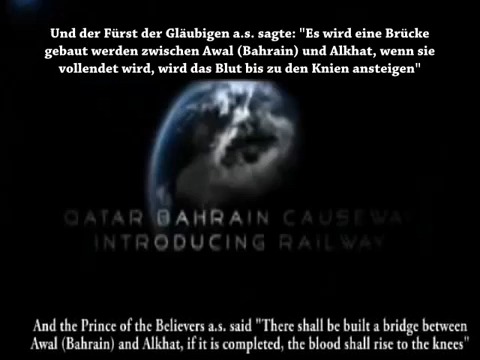 Und der Fürst der Gläubigen a.s. sagte: "Es wird eine Brücke
gebaut werden zwischen Awal (Bahrain) und Alkhat, wenn sie
vollendet wird, wird das Blut bis zu den Knien ansteigen"
QATAR BAHRAIN CAUSEWAY
INTRODUCING RAILWAY
And the Prince of the Believers a.s. said "There shall be built a bridge between
Awal (Bahrain) and Alkhat, if it is completed, the blood shall rise to the knees"